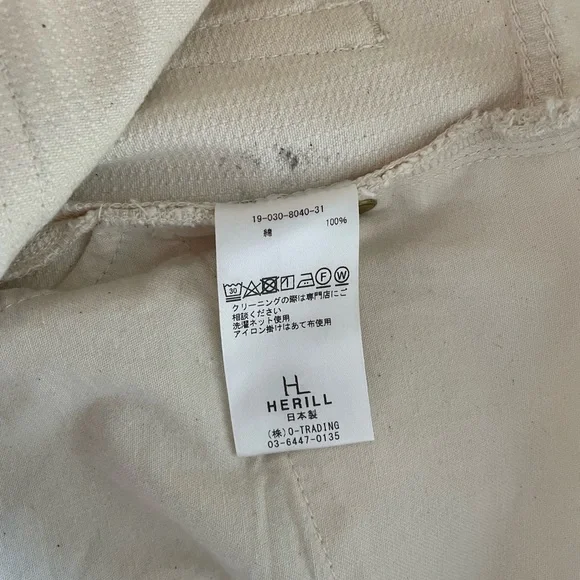 19-030-8040-31
綿 100%
30 F W
クリーニングの際は専門店にご
相談ください
洗濯ネット使用
アイロン掛けはあて布使用
HL
HERILL
日本製
(株)O-TRADING
03-6447-0135